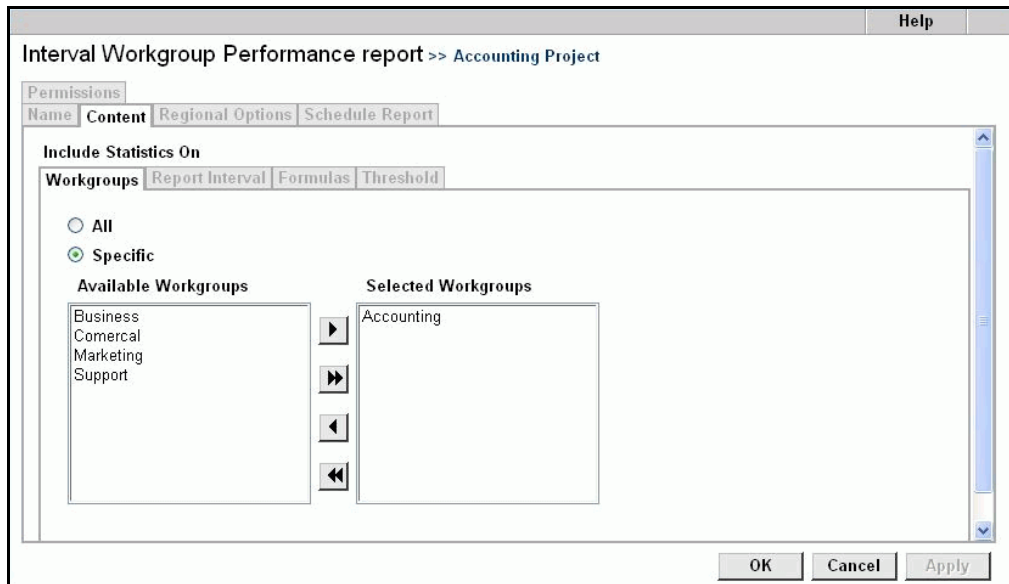 Help
Interval Workgroup Performance report >> Accounting Project
Permissions
Name Content Regional Options Schedule Report
Include Statistics On
Workgroups Report Interval Formulas Threshold
All
Specific
Available Workgroups Selected Workgroups
Business Accounting
Comercal
Marketing
Support
OK Cancel Apply